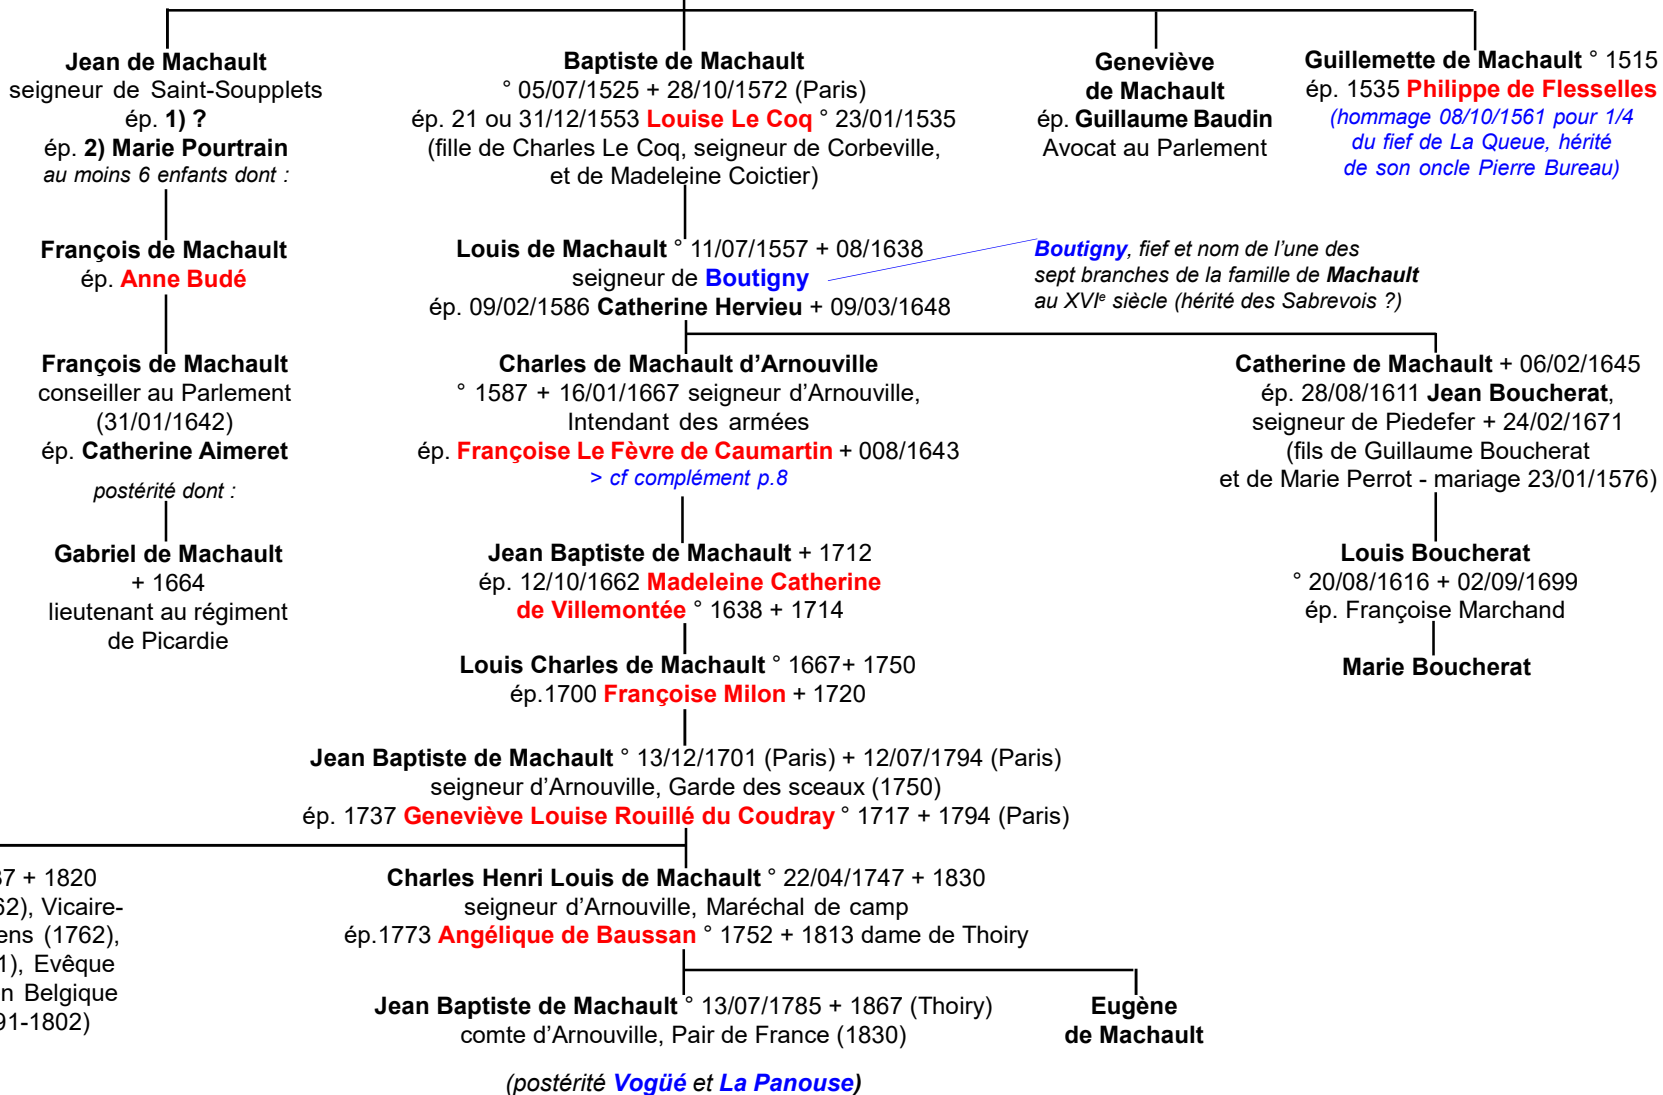 Jean de Machault
seigneur de Saint-Soupplets
ép. 1) ?
ép. 2) Marie Pourtrain
au moins 6 enfants dont :
Baptiste de Machault
° 05/07/1525 + 28/10/1572 (Paris)
ép. 21 ou 31/12/1553 Louise Le Coq ° 23/01/1535
(fille de Charles Le Coq, seigneur de Corbeville,
et de Madeleine Coictier)
Geneviève
de Machault
ép. Guillaume Baudin
Avocat au Parlement
Guillemette de Machault ° 1515
ép. 1535 Philippe de Flesselles
(hommage 08/10/1561 pour 1/4
du fief de La Queue, hérité
de son oncle Pierre Bureau)
François de Machault
ép. Anne Budé
Louis de Machault ° 11/07/1557 + 08/1638
seigneur de Boutigny
ép. 09/02/1586 Catherine Hervieu + 09/03/1648
Boutigny, fief et nom de l'une des
sept branches de la famille de Machault
au XVIe siècle (hérité des Sabrevois ?)
François de Machault
conseiller au Parlement
(31/01/1642)
ép. Catherine Aimeret
postérité dont :
Charles de Machault d'Arnouville
° 1587 + 16/01/1667 seigneur d'Arnouville,
Intendant des armées
ép. Françoise Le Fèvre de Caumartin + 008/1643
> cf complément p.8
Catherine de Machault + 06/02/1645
ép. 28/08/1611 Jean Boucherat,
seigneur de Piedefer + 24/02/1671
(fils de Guillaume Boucherat
et de Marie Perrot - mariage 23/01/1576)
Gabriel de Machault
+ 1664
lieutenant au régiment
de Picardie
Jean Baptiste de Machault + 1712
ép. 12/10/1662 Madeleine Catherine
de Villemontée ° 1638 + 1714
Louis Boucherat
° 20/08/1616 + 02/09/1699
ép. Françoise Marchand
Louis Charles de Machault ° 1667+ 1750
ép.1700 Françoise Milon + 1720
Marie Boucherat
Jean Baptiste de Machault ° 13/12/1701 (Paris) + 12/07/1794 (Paris)
seigneur d'Arnouville, Garde des sceaux (1750)
ép. 1737 Geneviève Louise Rouillé du Coudray ° 1717 + 1794 (Paris)
37 + 1820
62), Vicaire-
ens (1762),
1), Evêque
n Belgique
91-1802)
Charles Henri Louis de Machault ° 22/04/1747 + 1830
seigneur d'Arnouville, Maréchal de camp
ép.1773 Angélique de Baussan ° 1752 + 1813 dame de Thoiry
Jean Baptiste de Machault ° 13/07/1785 + 1867 (Thoiry)
comte d'Arnouville, Pair de France (1830)
Eugène
de Machault
(postérité Vogüé et La Panouse)